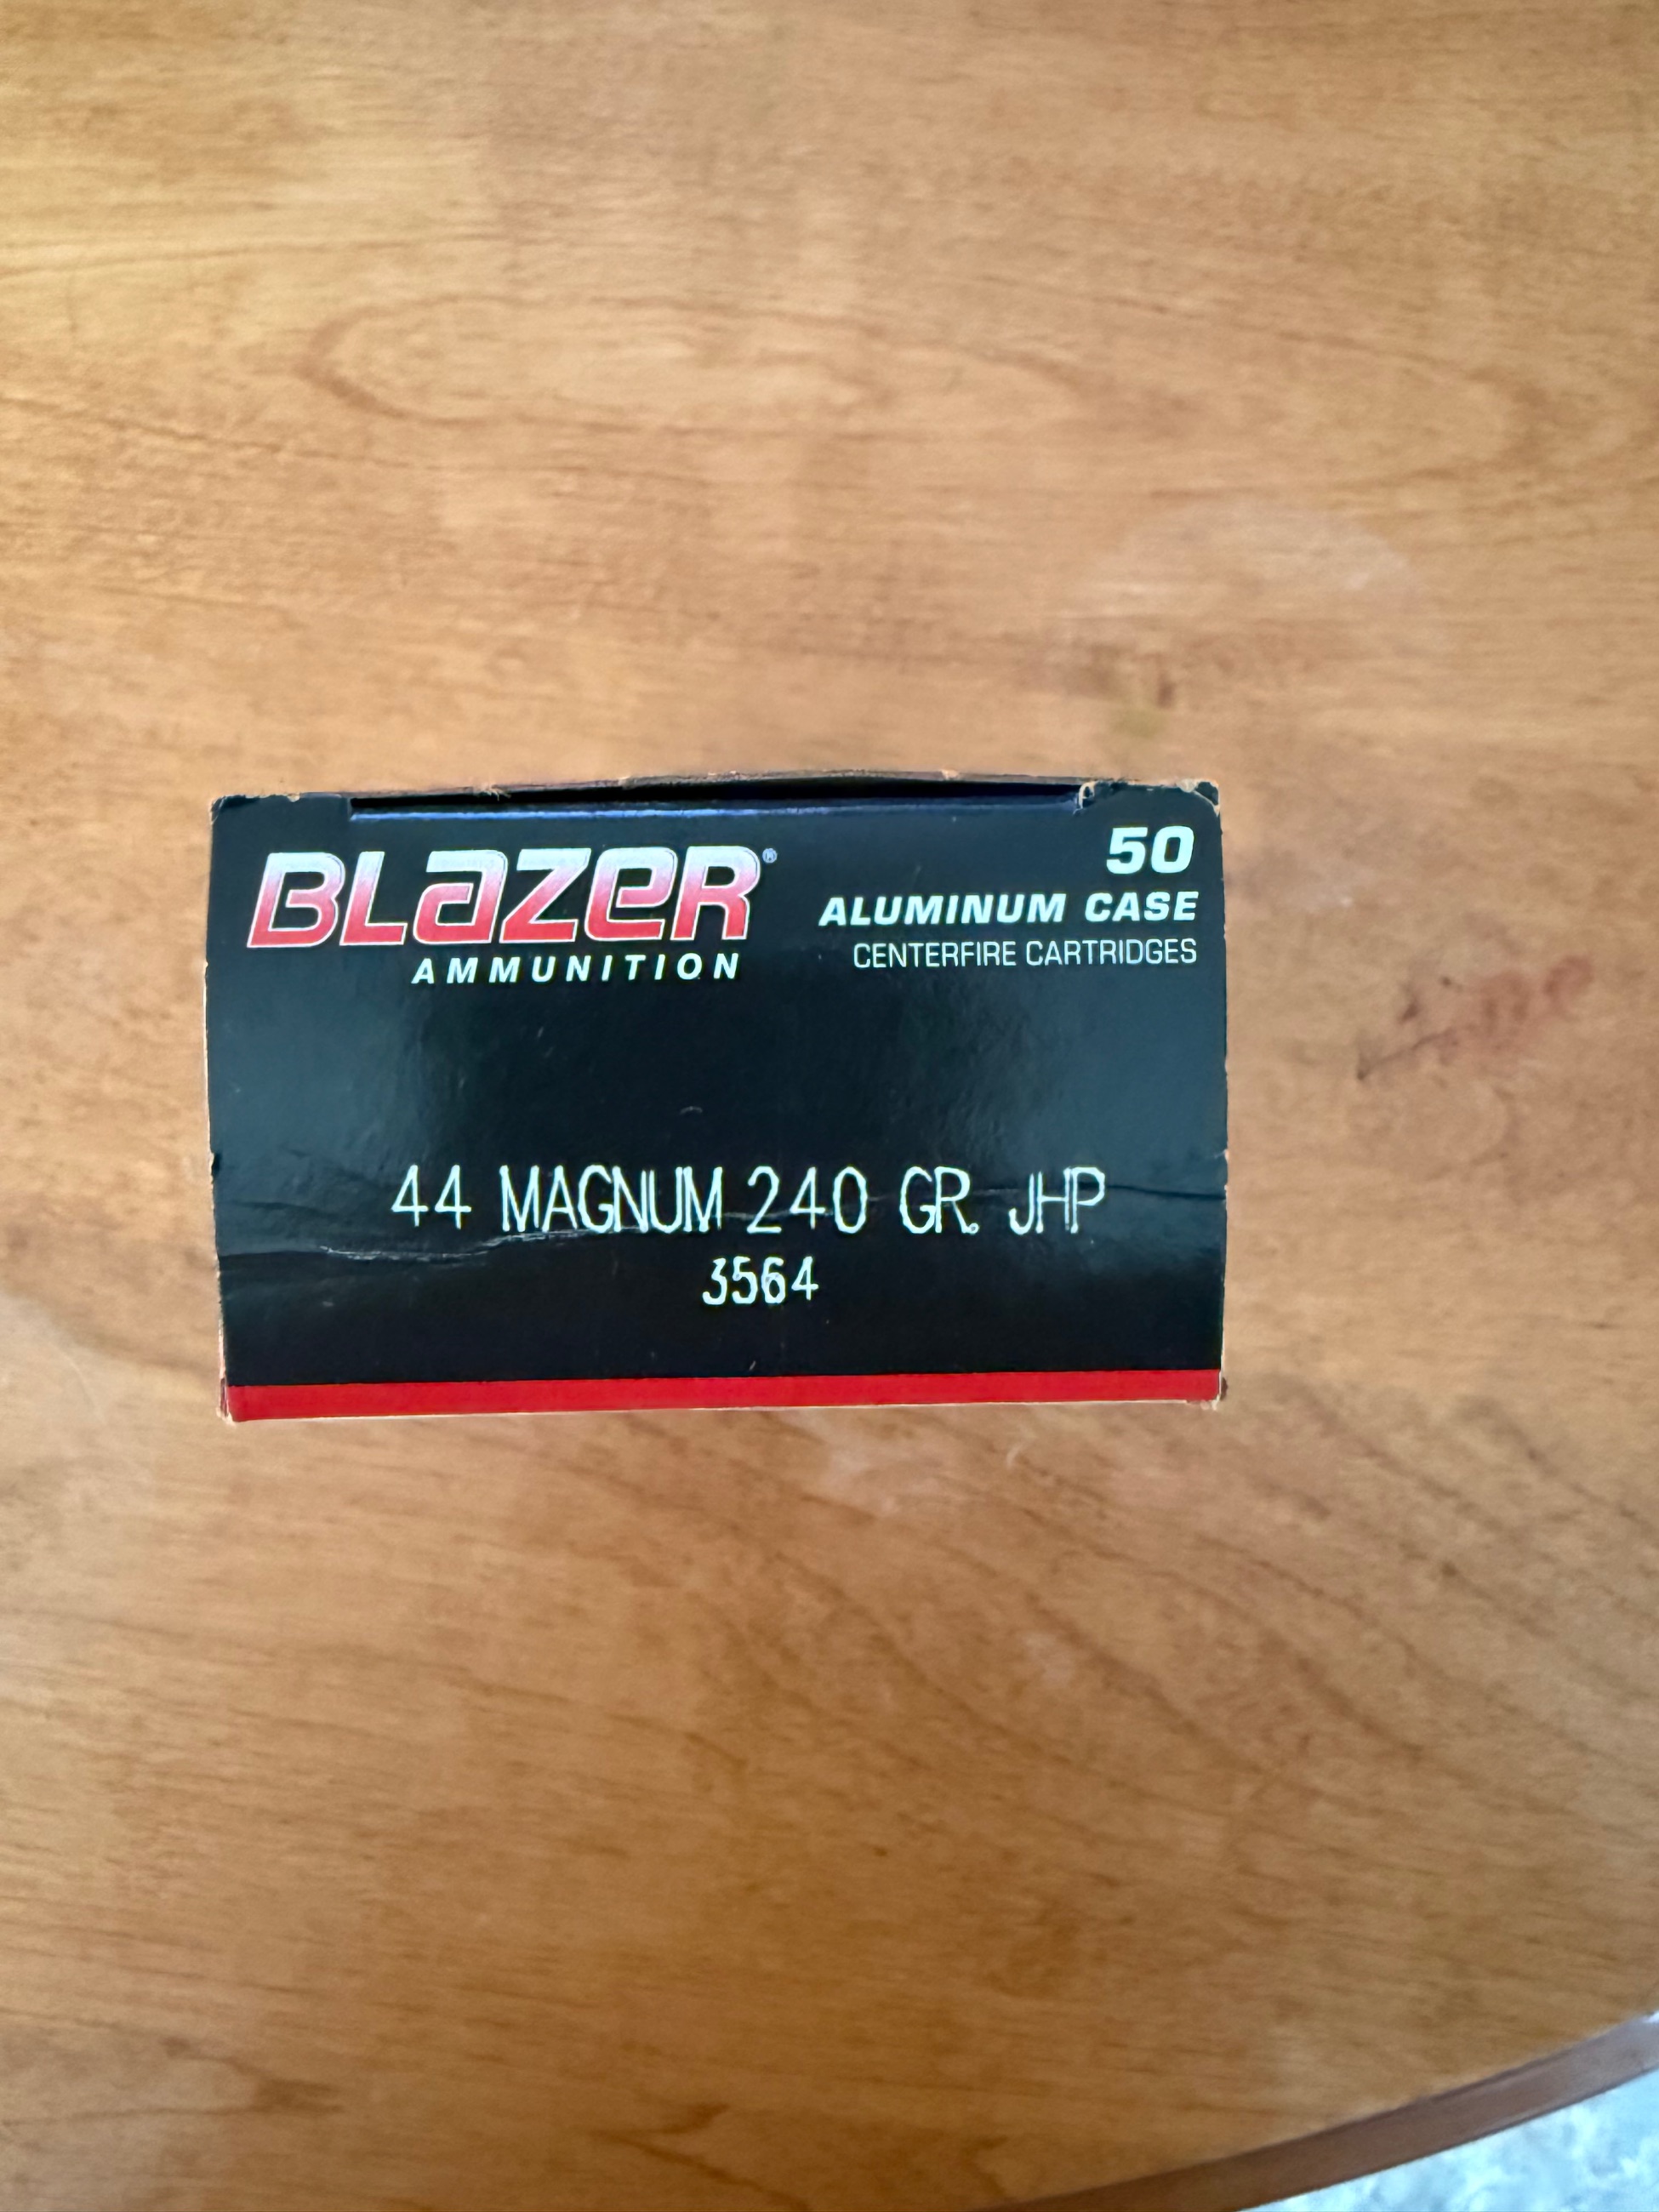 BLazeR®
AMMUNITION
50
ALUMINUM CASE
CENTERFIRE CARTRIDGES
44 MAGNUM 240 GR. JHP
3564